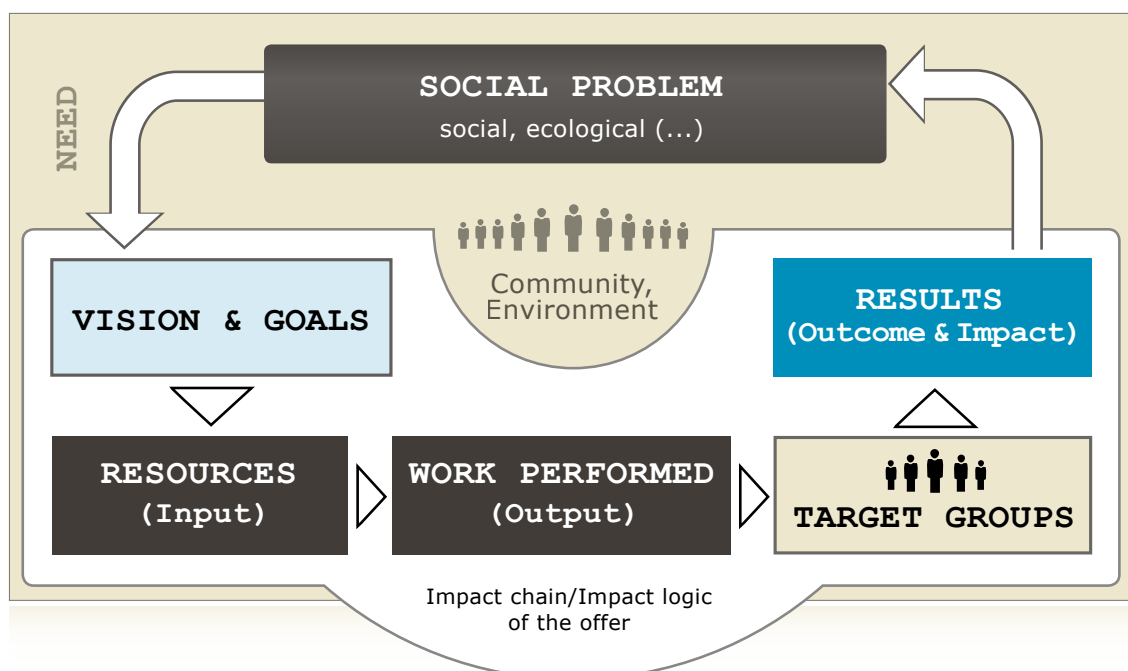 SOCIAL PROBLEM
social, ecological (...)
NEED
Community,
Environment
VISION & GOALS
RESULTS
(Outcome & Impact)
RESOURCES
(Input)
WORK PERFORMED
(Output)
TARGET GROUPS
Impact chain/Impact logic
of the offer